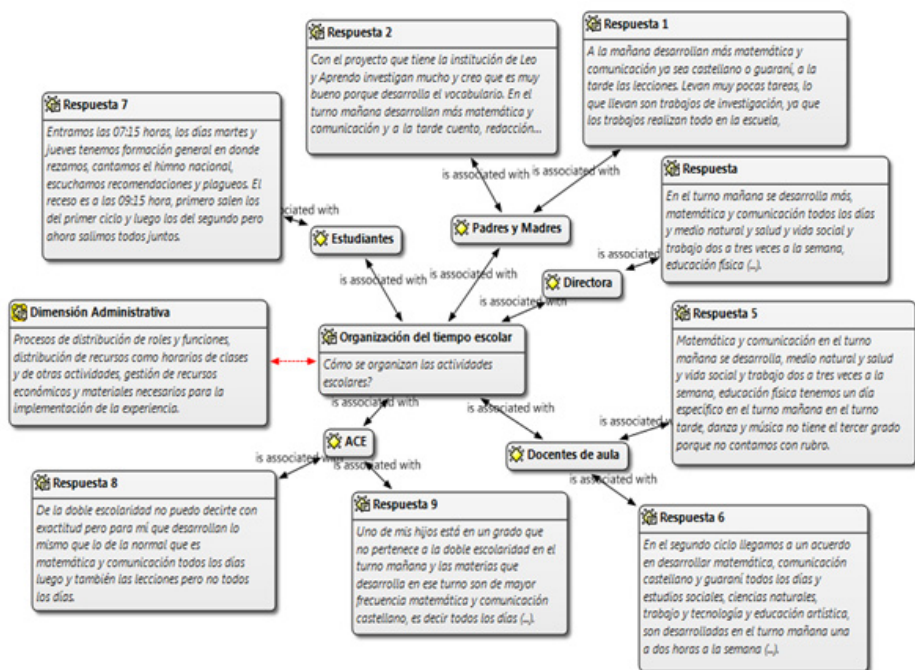 Respuesta 2
Con el proyecto que tiene la institución de Leo
y Aprendo investigan mucho y creo que es muy
bueno porque desarrolla el vocabulario. En el
turno mañana desarrollan más matemática y
comunicación y a la tarde cuento, redacción...
Respuesta 1
A la mañana desarrollan más matemática y
comunicación ya sea castellano o guaraní, a la
tarde las lecciones. Levan muy pocas tareas, lo
que llevan son trabajos de investigación, ya que
los trabajos realizan todo en la escuela,
Respuesta 7
Entramos las 07:15 horas, los días martes y
jueves tenemos formación general en donde
rezamos, cantamos el himno nacional,
escuchamos recomendaciones y plagueos. El
receso es a las 09:15 hora, primero salen los
del primer ciclo y luego los del segundo pero
ahora salimos todos juntos.
is associated with
is associated with
Respuesta
En el turno mañana se desarrolla más,
matemática y comunicación todos los días
y medio natural y salud y vida social y
trabajo dos a tres veces a la semana,
educación física (...).
ociated with
Estudiantes
Padres y Madres
is associated with
Directora
is associated with
is associated with
is associated with
Dimensión Administrativa
Procesos de distribución de roles y funciones,
distribución de recursos como horarios de clases
y de otras actividades, gestión de recursos
económicos y materiales necesarios para la
implementación de la experiencia.
Organización del tiempo escolar
Cómo se organizan las actividades
escolares?
Respuesta 5
Matemática y comunicación en el turno
mañana se desarrolla, medio natural y salud
y vida social y trabajo dos a tres veces a la
semana, educación física tenemos un día
específico en el turno mañana en el turno
tarde, danza y música no tiene el tercer grado
porque no contamos con rubro.
is associated with
is associated with
is associated with
ACE
Docentes de aula
is associated with
is associated with
is associated with
Respuesta 8
De la doble escolaridad no puedo decirte con
exactitud pero para mí que desarrollan lo
mismo que lo de la normal que es
matemática y comunicación todos los días
luego y también las lecciones pero no todos
los días.
Respuesta 9
Uno de mis hijos está en un grado que
no pertenece a la doble escolaridad en el
turno mañana y las materias que
desarrolla en ese turno son de mayor
frecuencia matemática y comunicación
castellano, es decir todos los días (...).
Respuesta 6
En el segundo ciclo llegamos a un acuerdo
en desarrollar matemática, comunicación
castellano y guaraní todos los días y
estudios sociales, ciencias naturales,
trabajo y tecnología y educación artística,
son desarrolladas en el turno mañana una
a dos horas a la semana (...).